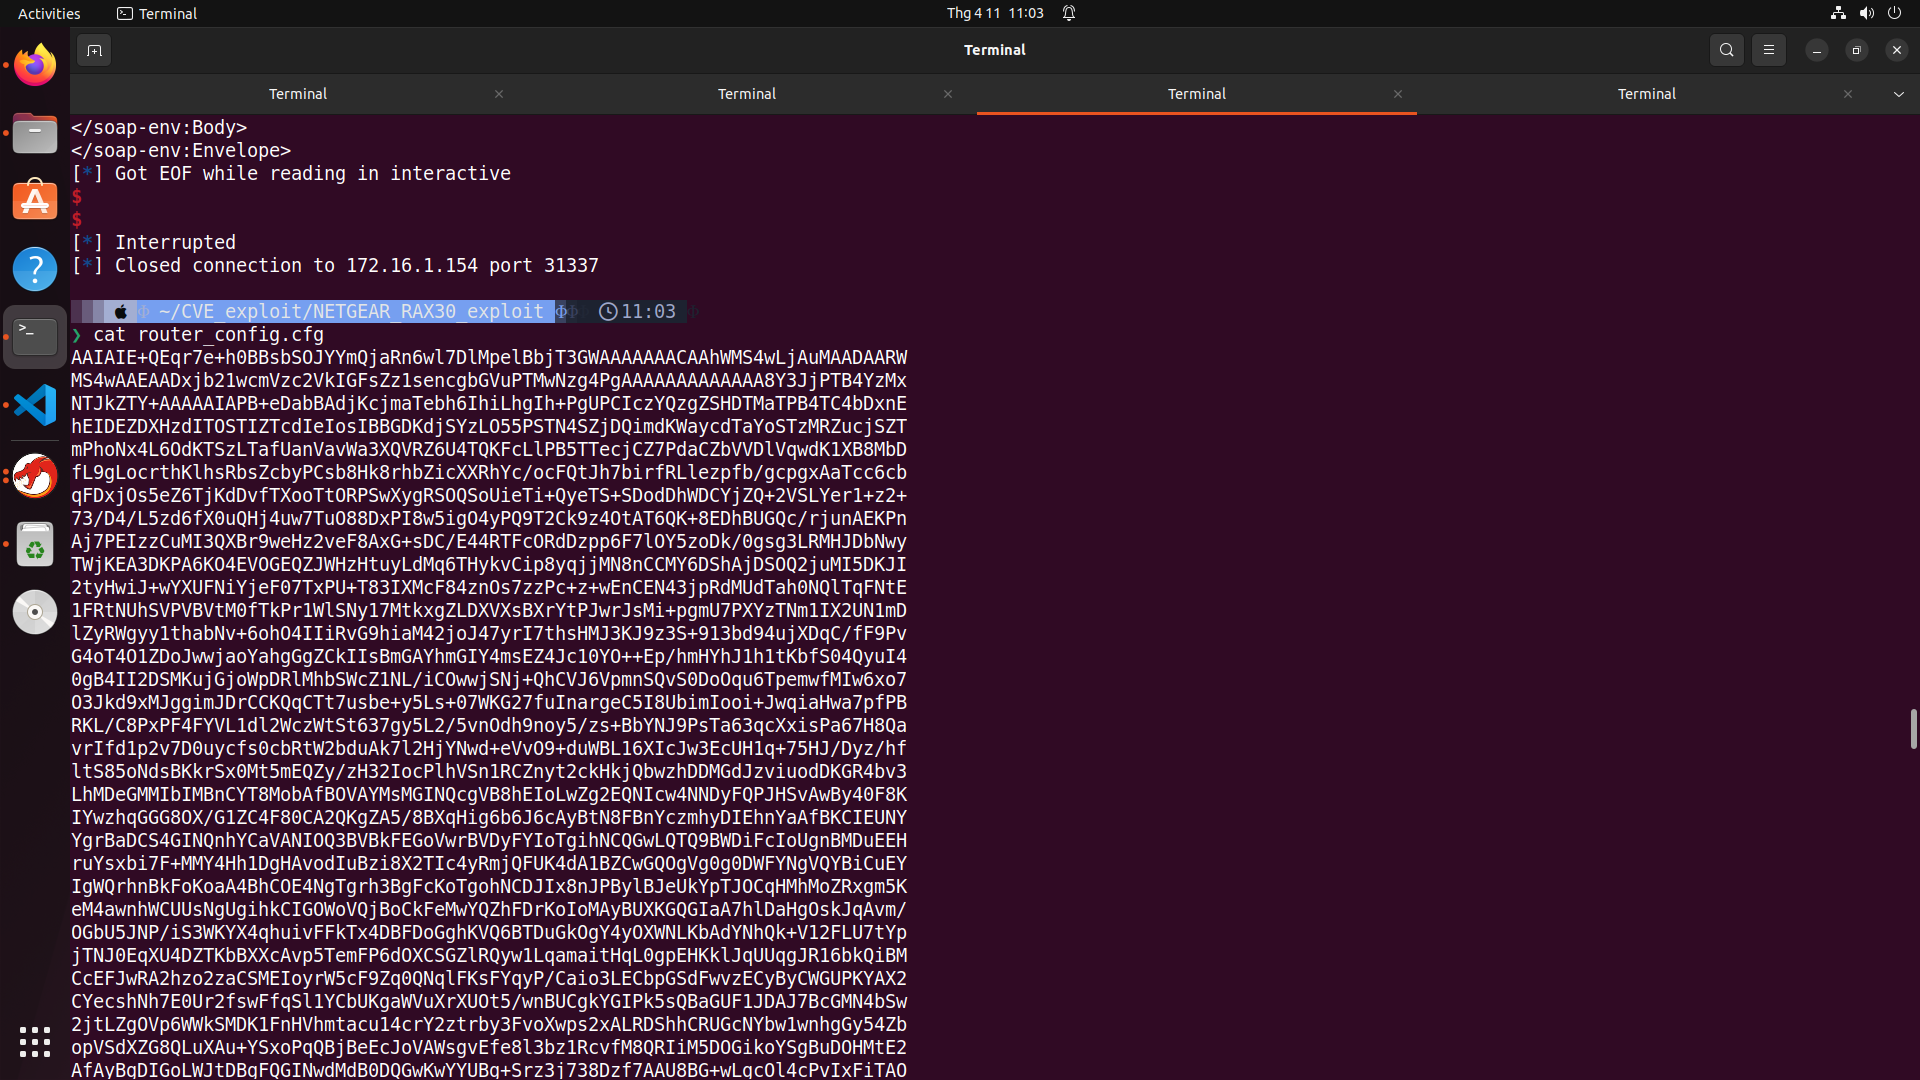 Activities
Terminal
Thg 4 11 11:03
Terminal
Terminal
Terminal
Terminal
Terminal
</soap-env:Body>
</soap-env:Envelope>
[*] Got EOF while reading in interactive
$
$
[*] Interrupted
[*] Closed connection to 172.16.1.154 port 31337
~/CVE_exploit/NETGEAR_RAX30_exploit 11:03
❯ cat router_config.cfg
AAIAIE+QEqr7e+h0BBsbSOJYYmQjaRn6wl7DlMpelBbjT3GWAAAAAAACAAhWMS4wLjAuMAADAARW
MS4wAAEAADxjb21wcmVzc2VkIGFsZz1sencgbGVuPTMwNzg4PgAAAAAAAAAAAAA8Y3JjPTB4YzMx
NTJkZTY+AAAAAIAPB+eDabBAdjKcjmaTebh6IhiLhgIh+PgUPCIczYQzgZSHDTMaTPB4TC4bDxnE
hEIDEZDXHzdITOSTIZTcdIeIosIBBGDKdjSYzLO55PSTN4SZjDQimdKWaycdTaYoSTzMRZucjSZT
mPhoNx4L6OdKTSzLTafUanVavWa3XQVRZ6U4TQKFcLlPB5TTecjCZ7PdaCZbVVDlVqwdK1XB8MbD
fL9gLocrthKlhsRbsZcbyPCsb8Hk8rhbZicXXRhYc/ocFQtJh7birfRLlezpfb/gcpgxAaTcc6cb
qFDxjOs5eZ6TjKdDvfTXooTtORPSwXygRSOQSoUieTi+QyeTS+SDodDhWDCYjZQ+2VSLYer1+z2+
73/D4/L5zd6fX0uQHj4uw7TuO88DxPI8w5igO4yPQ9T2Ck9z4OtAT6QK+8EDhBUGQc/rjunAEKPn
Aj7PEIzzCuMI3QXBr9weHz2veF8AxG+sDC/E44RTFcORdDzpp6F7lOY5zoDk/0gsg3LRMHJDbNwy
TWjKEA3DKPA6KO4EVOGEQZJWHzHtuyLdMq6THykvCip8yqjjMN8nCCMY6DShAjDSOQ2juMI5DKJI
2tyHwiJ+wYXUFNiYjeF07TxPU+T83IXMcF84znOs7zzPc+z+wEnCEN43jpRdMUdTah0NQlTqFNtE
1FRtNUhSVPVBVtM0fTkPr1WlSNy17MtkxgZLDXVXsBXrYtPJwrJsMi+pgmU7PXYzTNm1IX2UN1mD
lZyRWgyy1thabNv+6ohO4IIiRvG9hiaM42joJ47yrI7thsHMJ3KJ9z3S+913bd94ujXDqC/fF9Pv
G4oT4O1ZDoJwwjaoYahgGgZCkIIsBmGAYhmGIY4msEZ4Jc10YO++Ep/hmHYhJ1h1tKbfS04QyuI4
0gB4II2DSMKujGjoWpDRlMhbSWcZ1NL/iCOwwjSNj+QhCVJ6VpmnSQvS0DoOqu6TpemwfMIw6xo7
O3Jkd9xMJggimJDrCCKQqCTt7usbe+y5Ls+07WKG27fuInargeC5I8UbimIooi+JwqiaHwa7pfPB
RKL/C8PxPF4FYVL1dl2WczWtSt637gy5L2/5vnOdh9noy5/zs+BbYNJ9PsTa63qcXxisPa67H8Qa
vrIfd1p2v7D0uycfs0cbRtW2bduAk7l2HjYNwd+eVvO9+duWBL16XIcJw3EcUH1q+75HJ/Dyz/hf
ltS85oNdsBKkrSx0Mt5mEQZy/zH32IocPlhVSn1RCZnyt2ckHkjQbwzhDDMGdJzviuodDKGR4bv3
LhMDeGMMIbIMBnCYT8MobAfBOVAYMsMGINQcgVB8hEIoLwZg2EQNIcw4NNDyFQPJHSvAwBy40F8K
IYwzhqGGG8OX/G1ZC4F80CA2QKgZA5/8BXqHig6b6J6cAyBtN8FBnYczmhyDIEhnYaAfBKCIEUNY
YgrBaDCS4GINQnhYCaVANIOQ3BVBkFEGoVwrBVDyFYIoTgihNCQGwLQTQ9BWDiFcIoUgnBMDuEEH
ruYsxbi7F+MMY4Hh1DgHAvodIuBzi8X2TIc4yRmjQFUK4dA1BZCwGQOgVg0g0DWFYNgVQYBiCuEY
IgWQrhnBkFoKoaA4BhCOE4NgTgrh3BgFcKoTgohNCDJIx8nJPBylBJeUkYpTJOCqHMhMoZRxgm5K
eM4awnhWCUUsNgUgihkCIGOWoVQjBoCkFeMwYQZhFDrKoIoMAyBUXKGQGIaA7hlDaHgOskJqAvm/
OGbU5JNP/iS3WKYX4qhuivFFkTx4DBFDoGghKVQ6BTDuGkOgY4yOXWNLKbAdYNhQk+V12FLU7tYp
jTNJ0EqXU4DZTKbBXXcAvp5TemFP6dOXCSGZlRQyw1LqamaitHqL0gpEHKklJqUUqgJR16bkQiBM
CcEFJwRA2hzo2zaCSMEIoyrW5cF9Zq0QNqlFKsFYqyP/Caio3LECbpGSdFwvzECyByCWGUPKYAX2
CYecshNh7E0Ur2fswFfqSl1YCbUKgaWVuXrXUOt5/wnBUCgkYGIPk5sQBaGUF1JDAJ7BcGMN4bSw
2jtLZgOVp6WWkSMDK1FnHVhmtacu14crY2ztrby3FvoXwps2xALRDShhCRUGcNYbw1wnhgGy54Zb
opVSdXZG8QLuXAu+YSxoPqQBjBeEcJoVAWsgvEfe8l3bz1RcvfM8QRIiM5DOGikoYSgBuDOHMtE2
AfAyBgDIGoLWJtDBgFQGINwdMdB0DQGwKwYYUBg+Srz3j738Dzf7AAU8BG+wLgcOl4cPvIxFiTAO